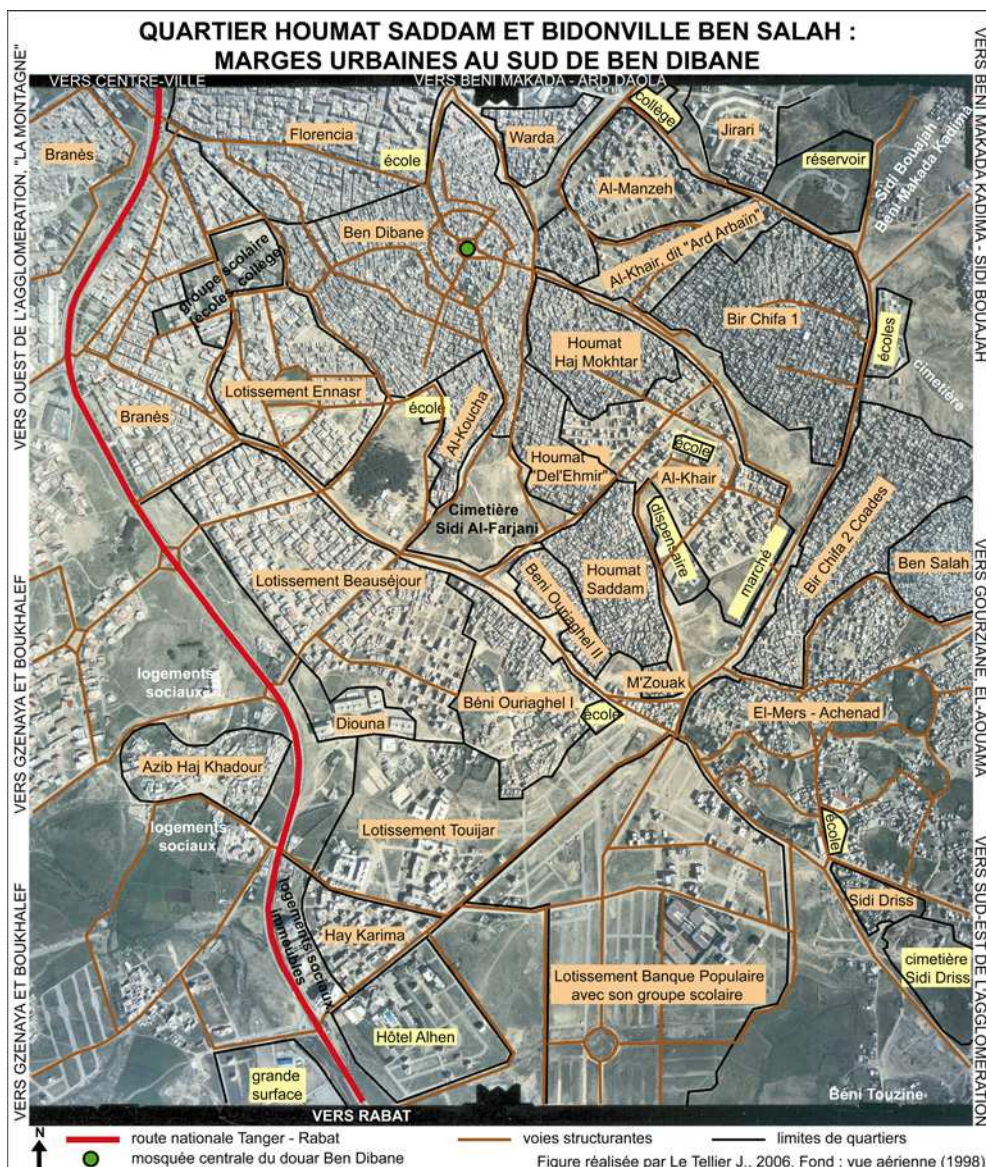 QUARTIER HOUMAT SADDAM ET BIDONVILLE BEN SALAH :
MARGES URBAINES AU SUD DE BEN DIBANE
VERS CENTRE-VILLE
VERS BENI MAKADA - ARD DAOLA
VERS OUEST DE L'AGGLOMERATION, "LA MONTAGNE"
VERS GZENAYA ET BOUKHALEF
VERS GZENAYA ET BOUKHALEF
VERS BENI MAKADA KADIMA - SIDI BOUAJAH
VERS GOURZIANE, EL-AOUAMA
VERS SUD-EST DE L'AGGLOMERATION
Branès
Florencia
école
Warda
collège
Jirari
réservoir
Sidi Bouajah
Beni Makada Kadima
Al-Manzeh
Ben Dibane
Al-Khair, dit "Ard Arbain"
groupe scolaire
écoles, collège
Bir Chifa 1
écoles
cimetière
Houmat
Haj Mokhtar
Lotissement Ennasr
Branès
école
Al-Koucha
Houmat
"Del'Ehmir"
école
Al-Khair
Cimetière
Sidi Al-Farjani
dispensaire
marché
Bir Chifa 2 Coades
Ben Salah
Lotissement Beauséjour
Beni Ouriaghel II
Houmat
Saddam
logements
sociaux
M'Zouak
Diouna
Béni Ouriaghel I
école
El-Mers - Achenad
Azib Haj Khadour
logements
sociaux
Lotissement Touijar
école
Sidi Driss
logements sociaux
immeubles
Hay Karima
cimetière
Sidi Driss
Lotissement Banque Populaire
avec son groupe scolaire
Hôtel Alhen
grande
surface
Béni Touzine
VERS RABAT
N
route nationale Tanger - Rabat
voies structurantes
limites de quartiers
mosquée centrale du douar Ben Dibane
Figure réalisée par Le Tellier J., 2006. Fond : vue aérienne (1998)